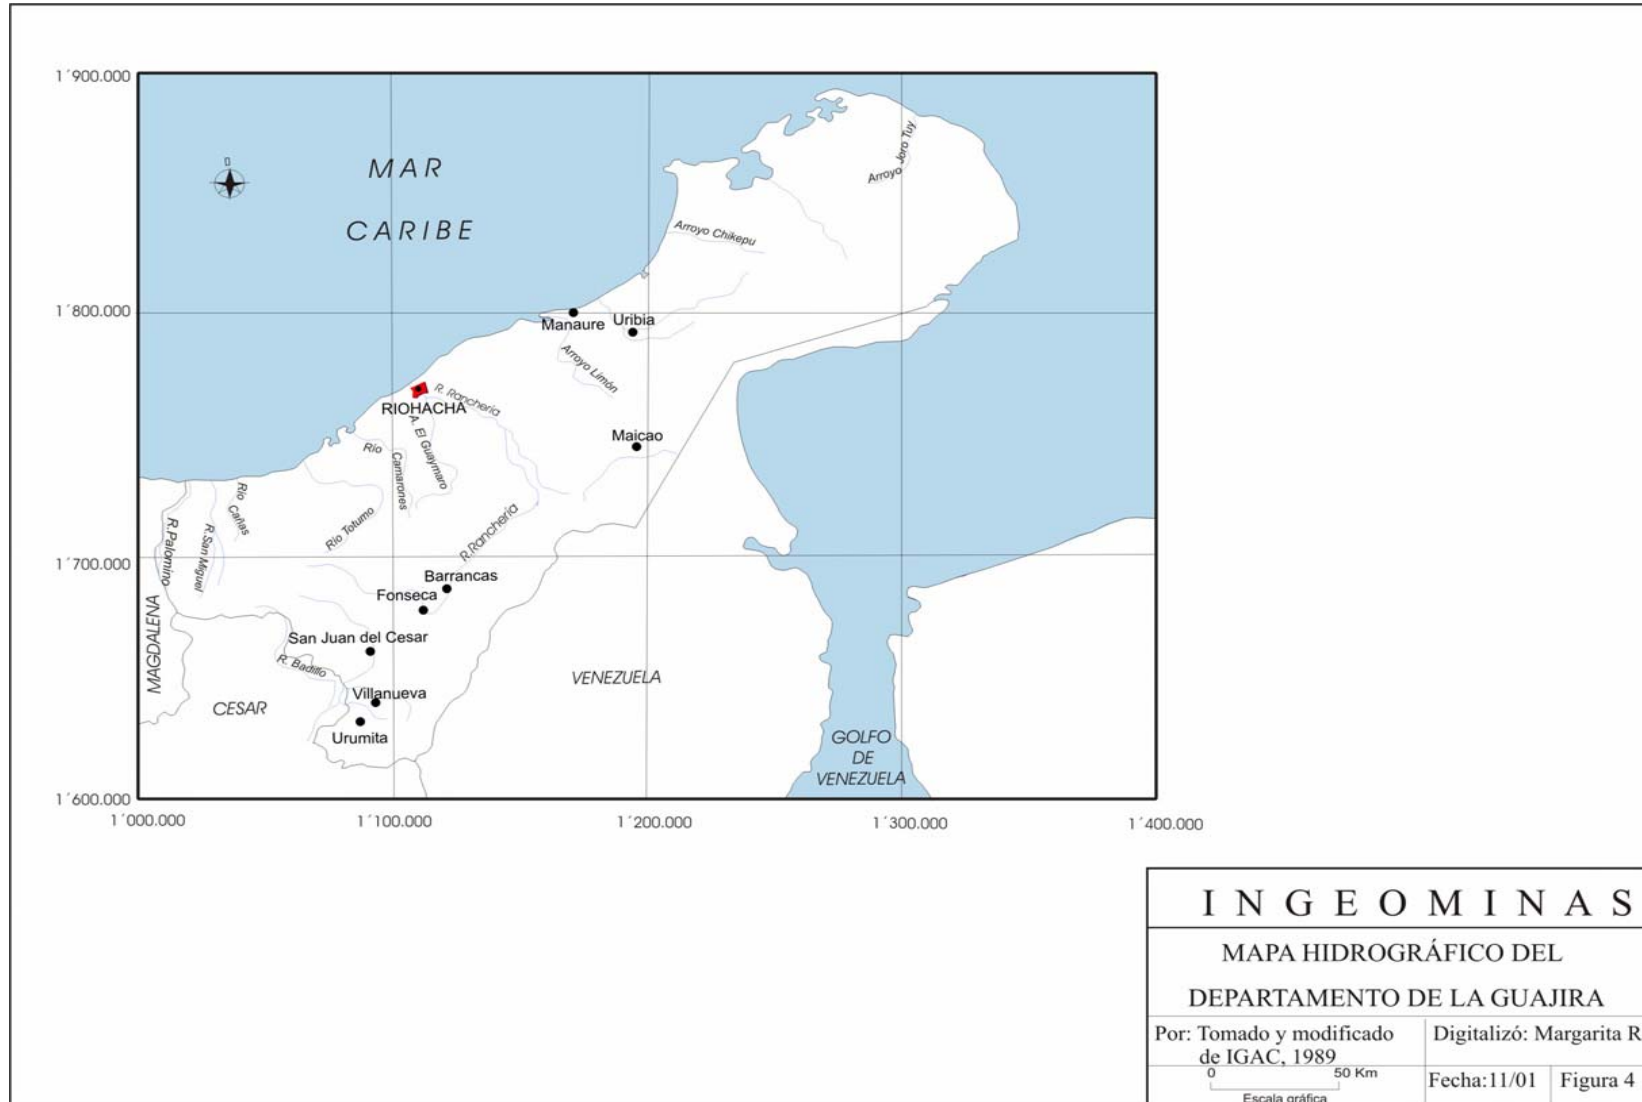 1´900.000
MAR
CARIBE
Arroyo Joro Tuy
Arroyo Chikepu
1´800.000
Manaure
Uribia
Arroyo Limón
R. Ranchería
RIOHACHA
A. El Guaymaro
Maicao
Río
Camarones
Río
Cañas
Río Totumo
R.Ranchería
R.Palomino
R.San Miguel
1´700.000
Barrancas
Fonseca
MAGDALENA
San Juan del Cesar
R. Badillo
VENEZUELA
Villanueva
CESAR
Urumita
GOLFO
DE
VENEZUELA
1´600.000
1´000.000
1´100.000
1´200.000
1´300.000
1´400.000
INGEOMINAS
MAPA HIDROGRÁFICO DEL
DEPARTAMENTO DE LA GUAJIRA
Por: Tomado y modificado
de IGAC, 1989
Digitalizó: Margarita R
0 50 Km
Escala gráfica
Fecha:11/01
Figura 4